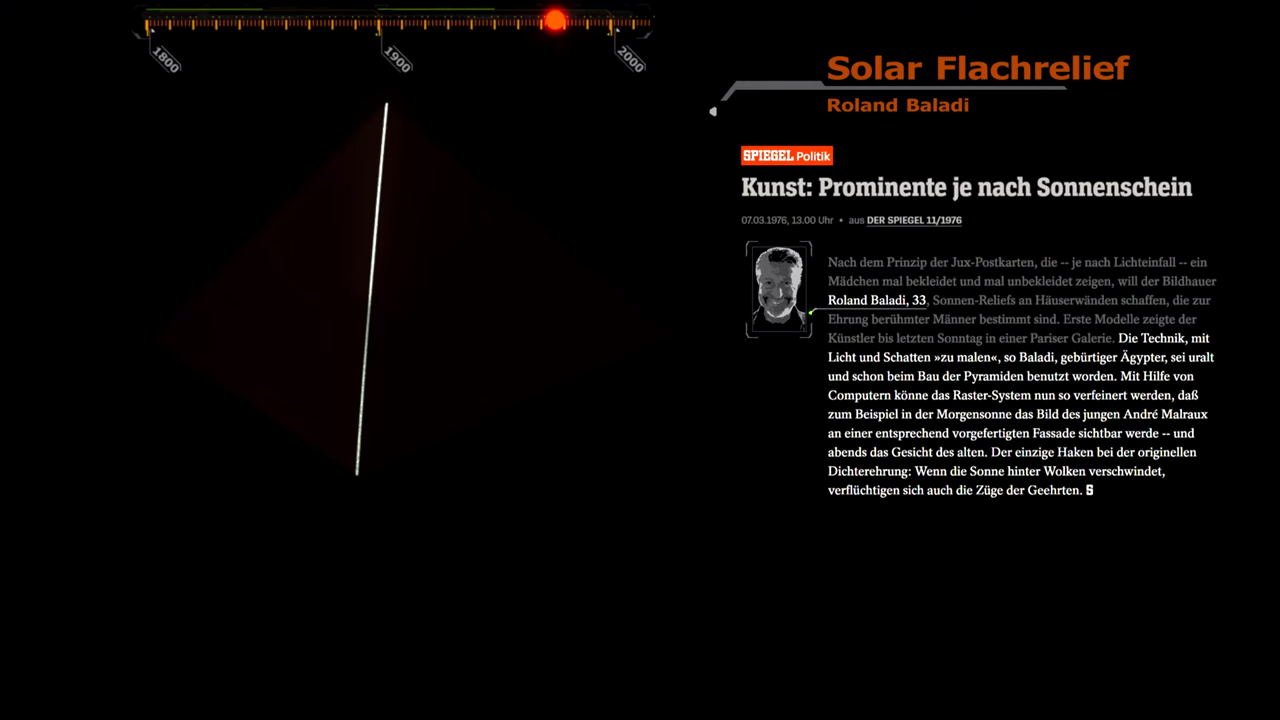 1800
1900
2000
Solar Flachrelief
Roland Baladi
SPIEGEL Politik
Kunst: Prominente je nach Sonnenschein
07.03.1976, 13.00 Uhr • aus DER SPIEGEL 11/1976
Nach dem Prinzip der Jux-Postkarten, die -- je nach Lichteinfall -- ein
Mädchen mal bekleidet und mal unbekleidet zeigen, will der Bildhauer
Roland Baladi, 33, Sonnen-Reliefs an Häuserwänden schaffen, die zur
Ehrung berühmter Männer bestimmt sind. Erste Modelle zeigte der
Künstler bis letzten Sonntag in einer Pariser Galerie. Die Technik, mit
Licht und Schatten »zu malen«, so Baladi, gebürtiger Ägypter, sei uralt
und schon beim Bau der Pyramiden benutzt worden. Mit Hilfe von
Computern könne das Raster-System nun so verfeinert werden, daß
zum Beispiel in der Morgensonne das Bild des jungen André Malraux
an einer entsprechend vorgefertigten Fassade sichtbar werde -- und
abends das Gesicht des alten. Der einzige Haken bei der originellen
Dichterehrung: Wenn die Sonne hinter Wolken verschwindet,
verflüchtigen sich auch die Züge der Geehrten. S